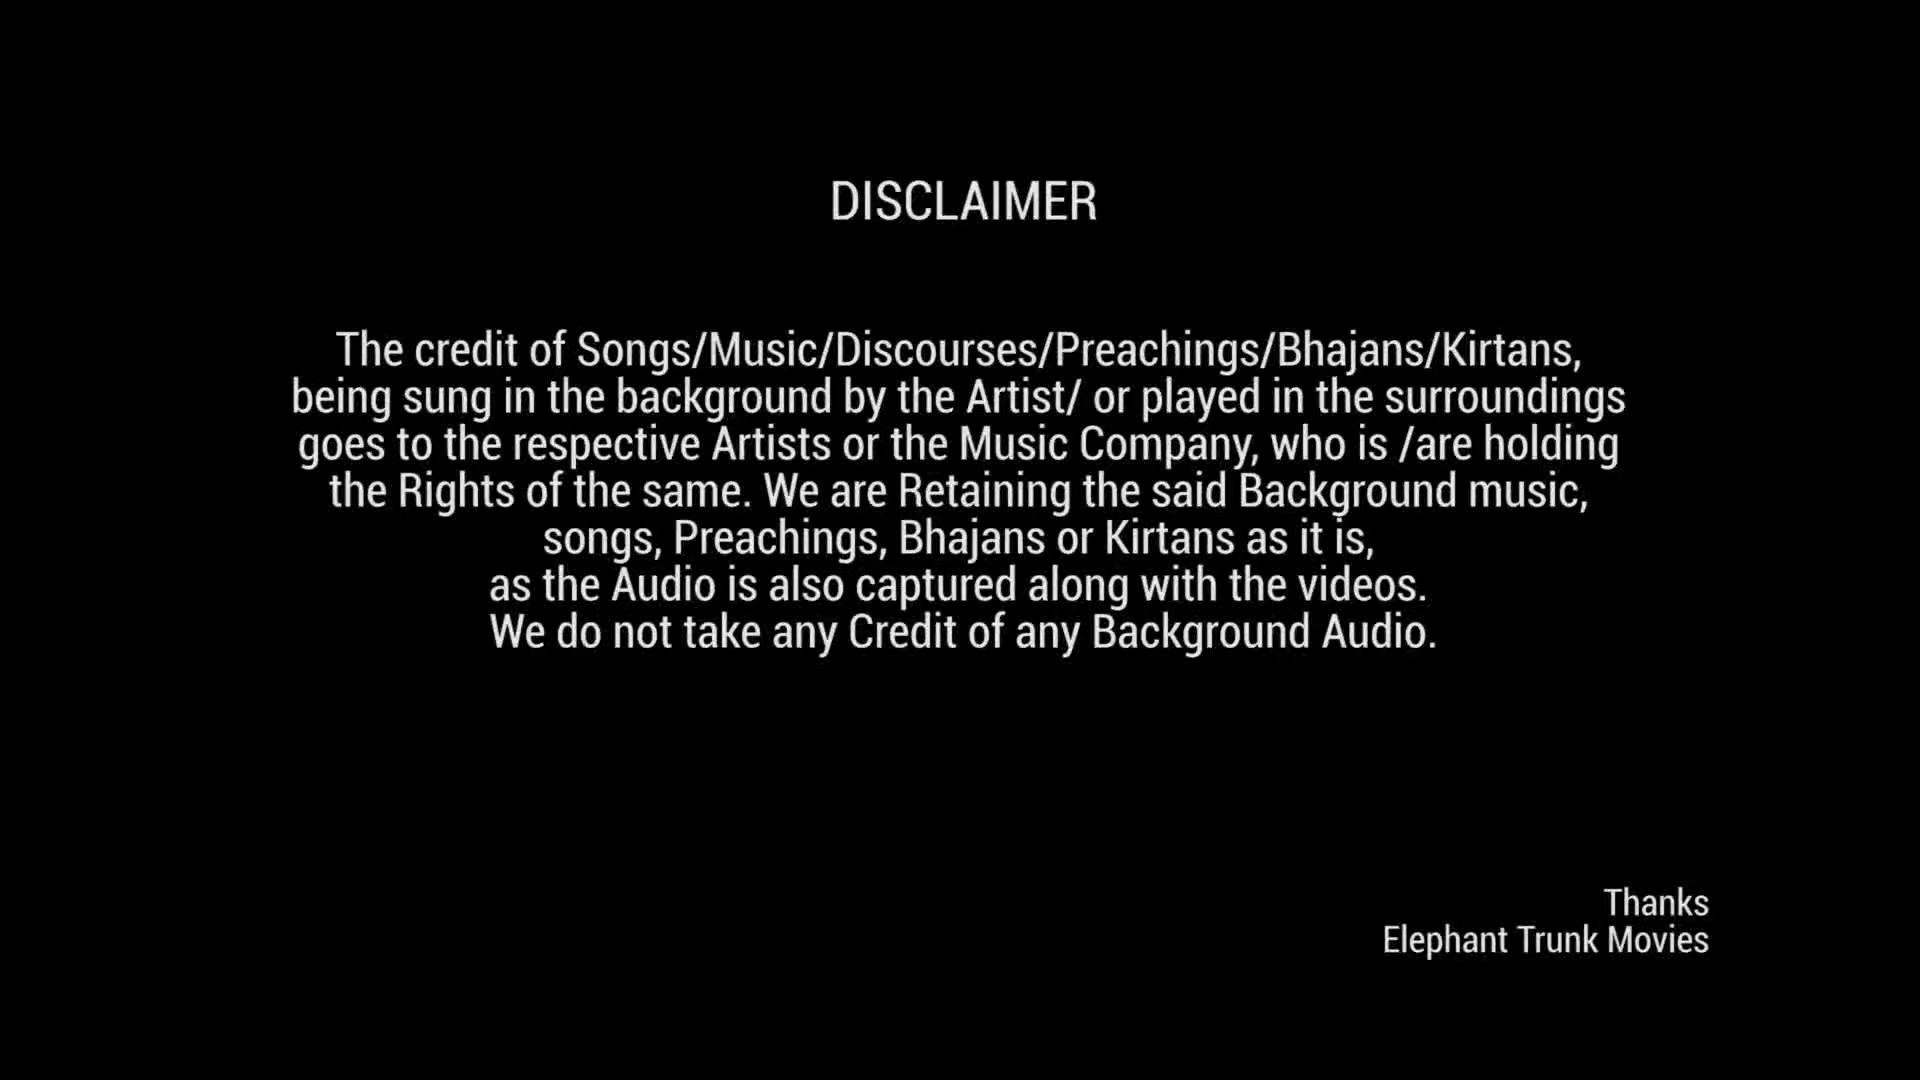 DISCLAIMER
The credit of Songs/Music/Discourses/Preachings/Bhajans/Kirtans,
being sung in the background by the Artist/ or played in the surroundings
goes to the respective Artists or the Music Company, who is /are holding
the Rights of the same. We are Retaining the said Background music,
songs, Preachings, Bhajans or Kirtans as it is,
as the Audio is also captured along with the videos.
We do not take any Credit of any Background Audio.
Thanks
Elephant Trunk Movies